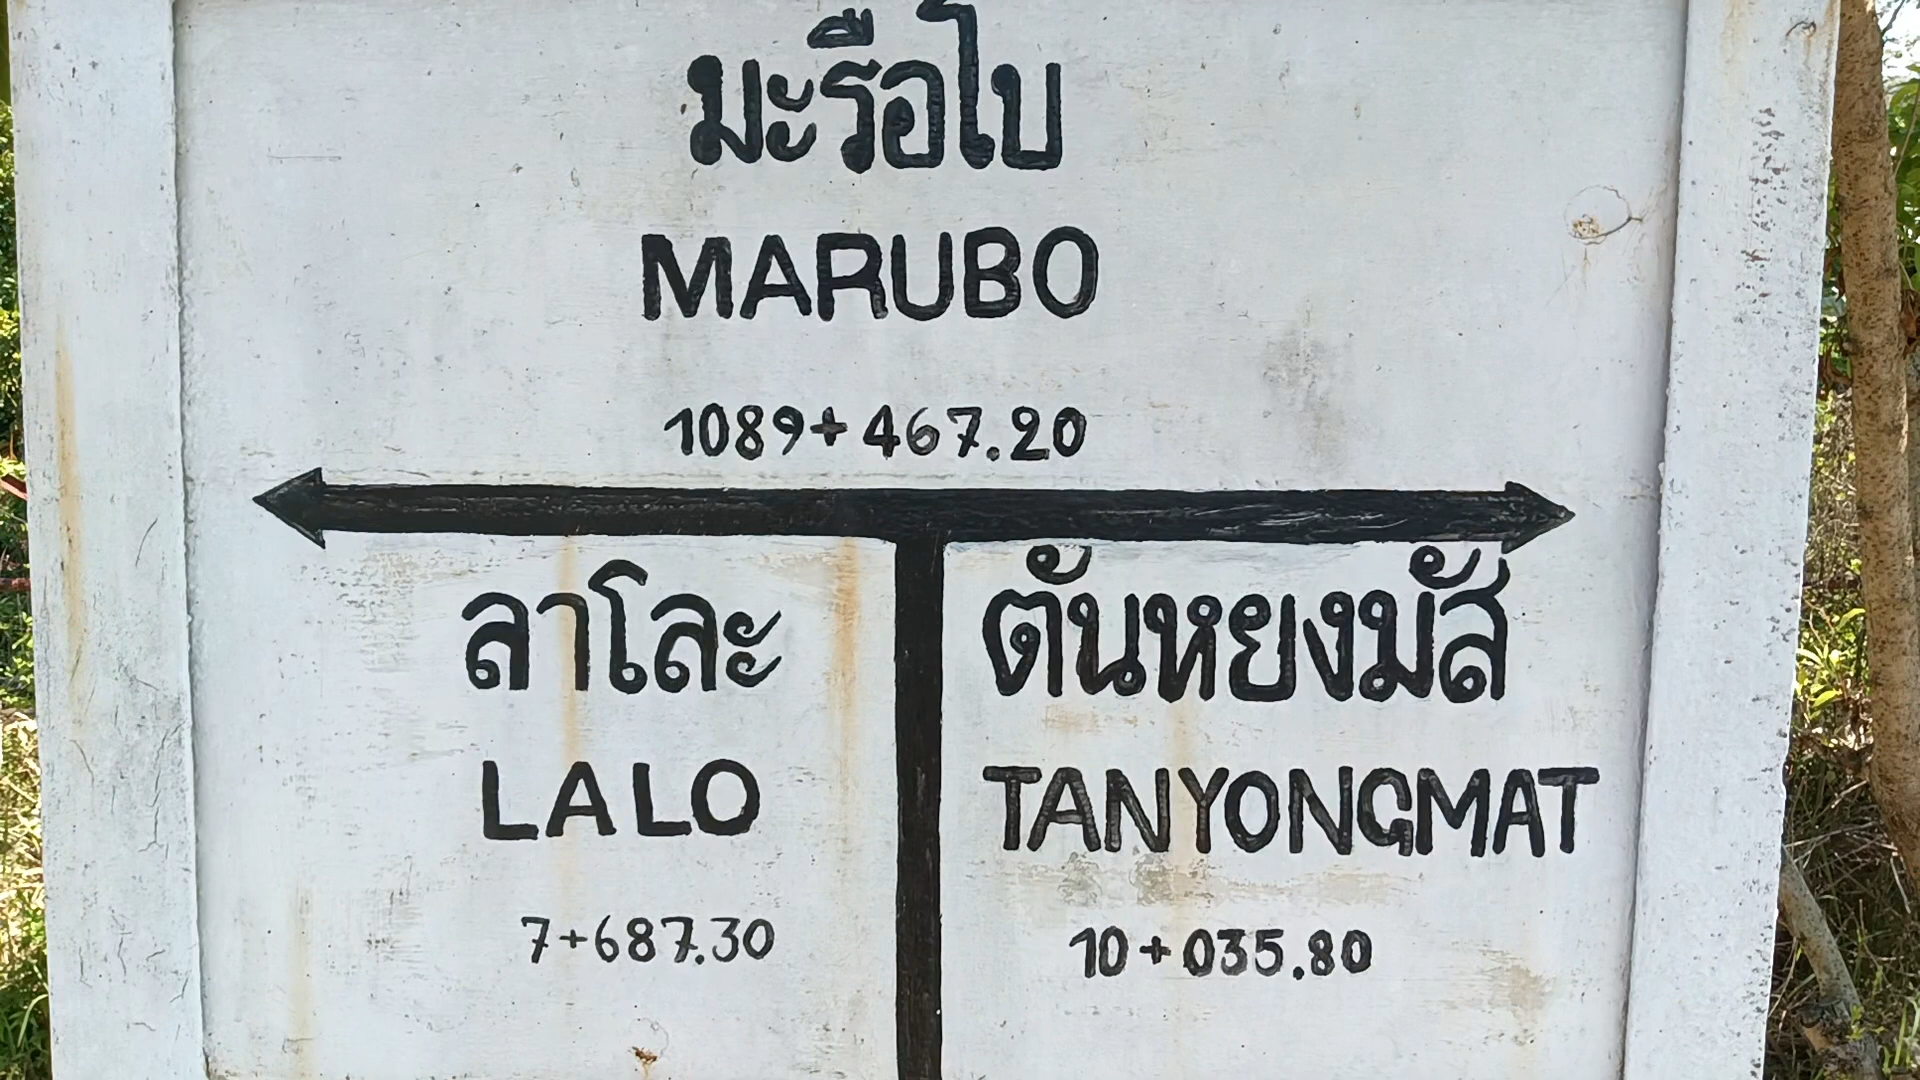 มะรือโบ
MARUBO
1089+467.20
ลาโละ
LALO
7+687.30
ตันหยงมัส
TANYONGMAT
10+035.80